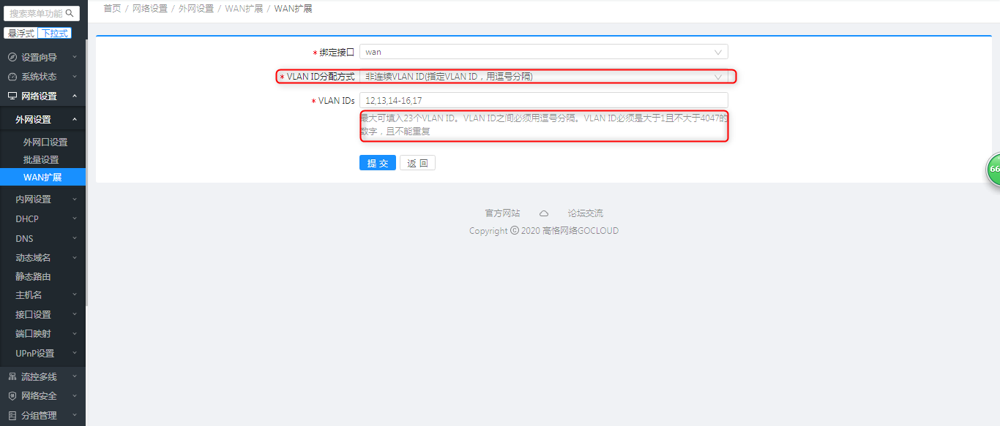 搜索菜单功能
悬浮式 下拉式
设置向导
系统状态
网络设置
外网设置
外网口设置
批量设置
WAN扩展
内网设置
DHCP
DNS
动态域名
静态路由
主机名
接口设置
端口映射
UPnP设置
流控多线
网络安全
分组管理
首页 / 网络设置 / 外网设置 / WAN扩展 / WAN扩展
* 绑定接口 wan
* VLAN ID分配方式 非连续VLAN ID(指定VLAN ID，用逗号分隔)
* VLAN IDs 12,13,14-16,17
最大可填入23个VLAN ID。VLAN ID之间必须用逗号分隔。VLAN ID必须是大于1且不大于4047的
数字，且不能重复
提 交 返 回
官方网站 论坛交流
Copyright © 2020 高恪网络GOCLOUD
66